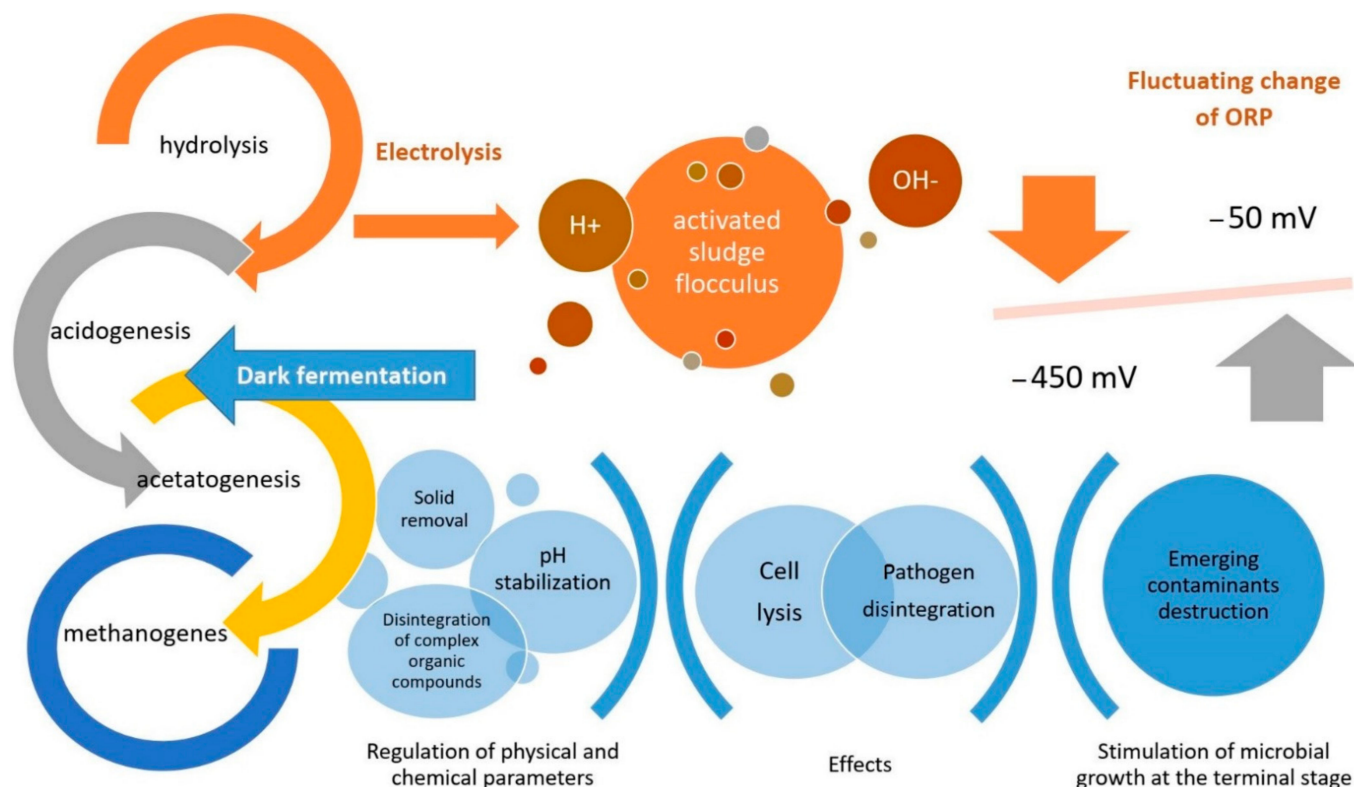 hydrolysis
Electrolysis
H+
activated
sludge
flocculus
OH-
Fluctuating change
of ORP
–50 mV
–450 mV
acidogenesis
Dark fermentation
acetatogenesis
methanogenes
Solid
removal
pH
stabilization
Disintegration
of complex
organic
compounds
Cell
lysis
Pathogen
disintegration
Emerging
contaminants
destruction
Regulation of physical and
chemical parameters
Effects
Stimulation of microbial
growth at the terminal stage